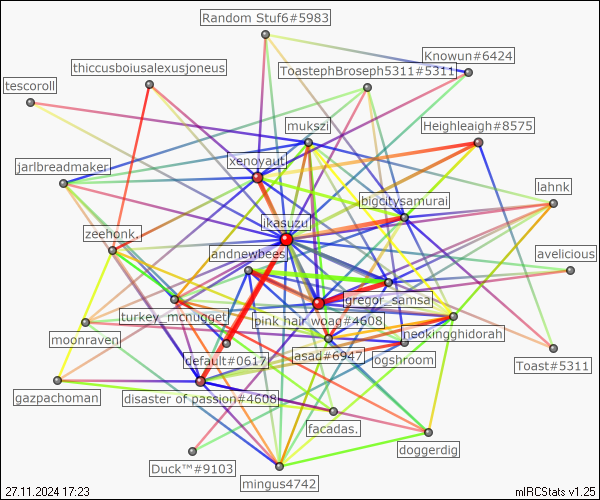 Random Stuf6#5983
Knowun#6424
thiccusboiusalexusjoneus
ToastephBroseph5311#5311
tescoroll
mukszi
Heighleaigh#8575
xenoyaut
jarlbreadmaker
lahnk
bigcitysamurai
ikasuzu
zeehonk.
andnewbees
avelicious
gregor_samsa
turkey_mcnugget
pink hair woag#4608
neokingghidorah
moonraven
default#0617
asad#6947
ogshroom
Toast#5311
gazpachoman
disaster of passion#4608
facadas.
doggerdig
Duck™#9103
mingus4742
27.11.2024 17:23
mIRCStats v1.25